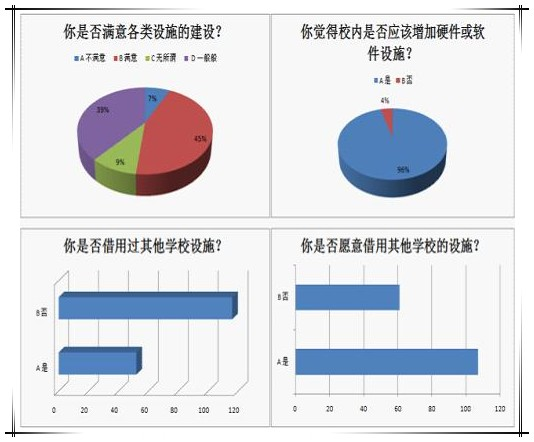 你是否满意各类设施的建设？
A 不满意 B 满意 C 无所谓 D 一般般
7%
39%
45%
9%
你觉得校内是否应该增加硬件或软
件设施？
A 是 B 否
4%
96%
你是否借用过其他学校设施？
B 否
A 是
0 20 40 60 80 100 120
你是否愿意借用其他学校的设施？
B 否
A 是
0 20 40 60 80 100 120